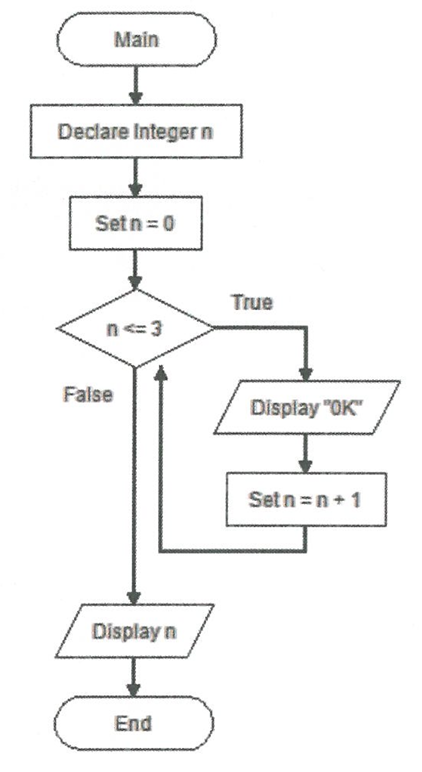 Main
Declare Integer n
Set n = 0
n <= 3
True
False
Display "0K"
Set n = n + 1
Display n
End